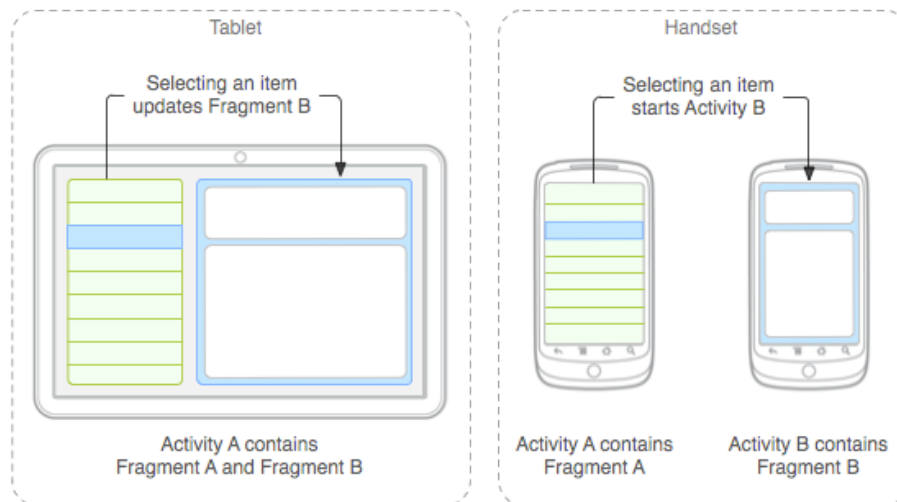 Tablet
Selecting an item
updates Fragment B
Activity A contains
Fragment A and Fragment B
Handset
Selecting an item
starts Activity B
Activity A contains
Fragment A
Activity B contains
Fragment B